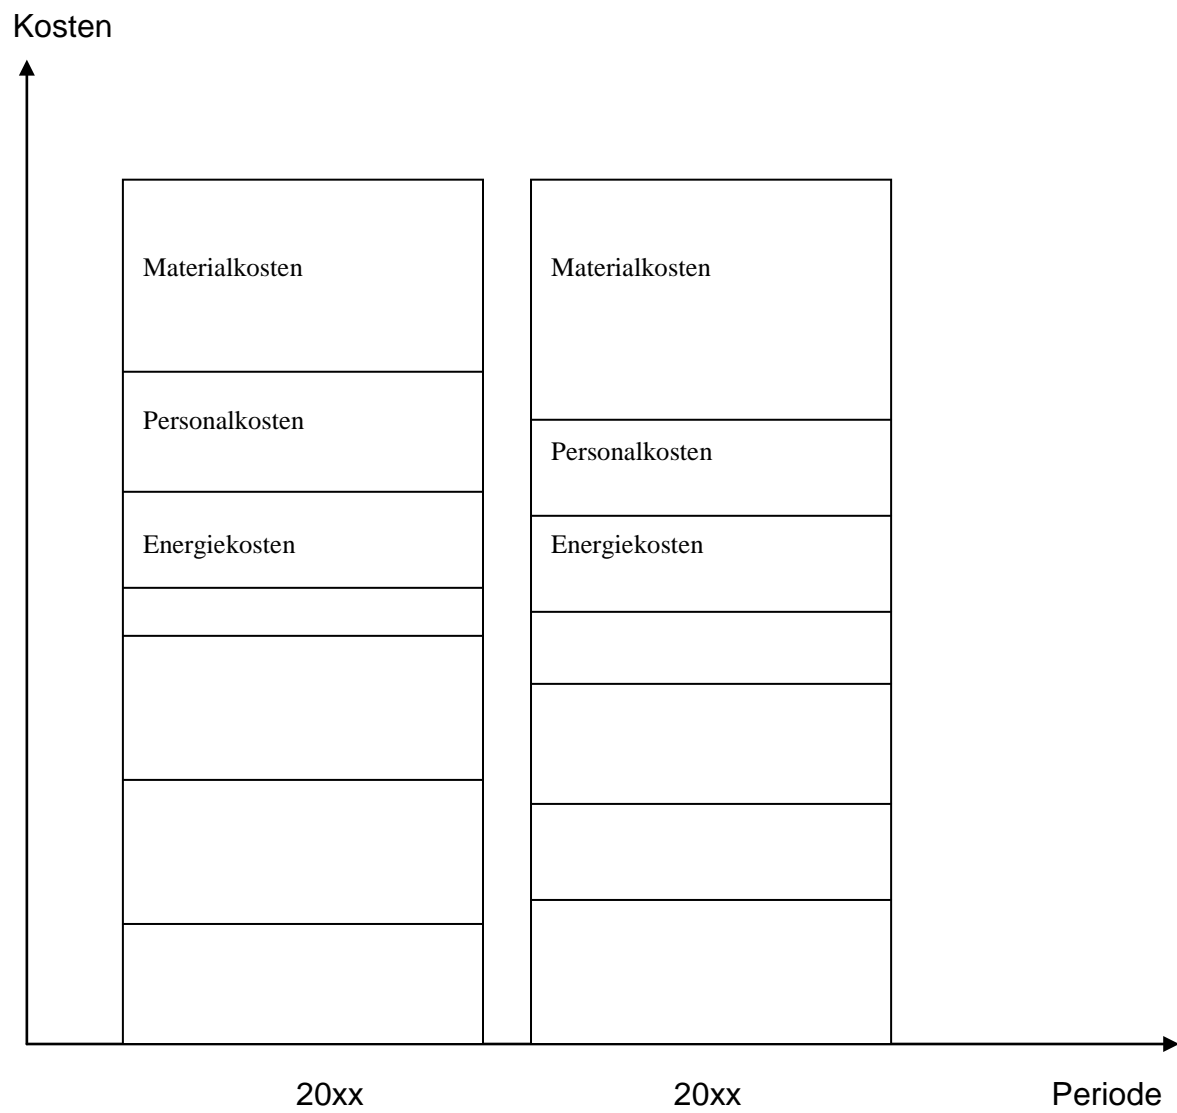 Kosten
Materialkosten
Materialkosten
Personalkosten
Personalkosten
Energiekosten
Energiekosten
20xx
20xx
Periode